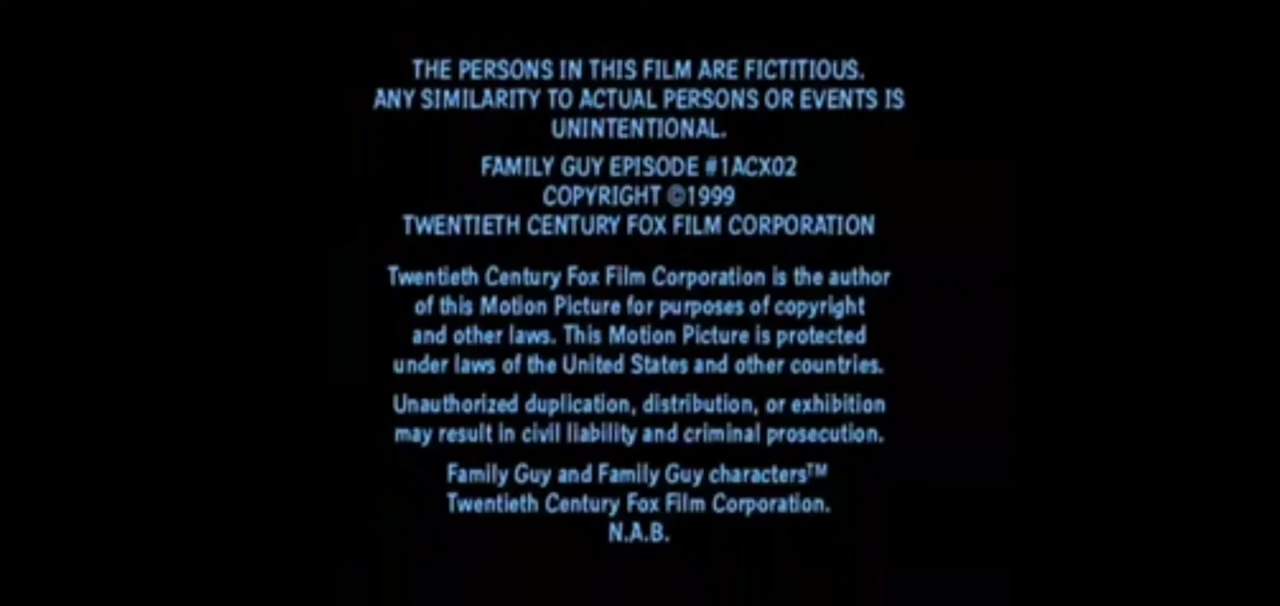 THE PERSONS IN THIS FILM ARE FICTITIOUS.
ANY SIMILARITY TO ACTUAL PERSONS OR EVENTS IS
UNINTENTIONAL.
FAMILY GUY EPISODE #1ACX02
COPYRIGHT ©1999
TWENTIETH CENTURY FOX FILM CORPORATION
Twentieth Century Fox Film Corporation is the author
of this Motion Picture for purposes of copyright
and other laws. This Motion Picture is protected
under laws of the United States and other countries.
Unauthorized duplication, distribution, or exhibition
may result in civil liability and criminal prosecution.
Family Guy and Family Guy characters™
Twentieth Century Fox Film Corporation.
N.A.B.